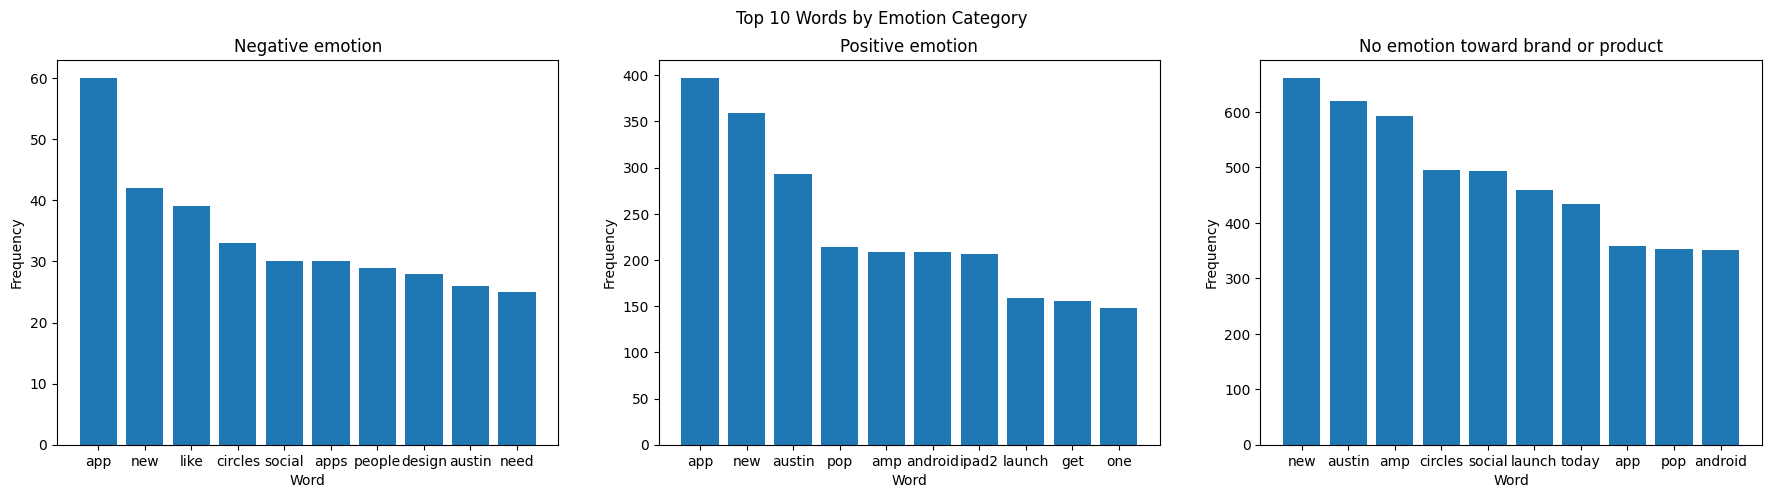 Top 10 Words by Emotion Category
Negative emotion
60
50
40
30
20
10
0
Frequency
app new like circles social apps people design austin need
Word
Positive emotion
400
350
300
250
200
150
100
50
0
Frequency
app new austin pop amp android ipad2 launch get one
Word
No emotion toward brand or product
600
500
400
300
200
100
0
Frequency
new austin amp circles social launch today app pop android
Word